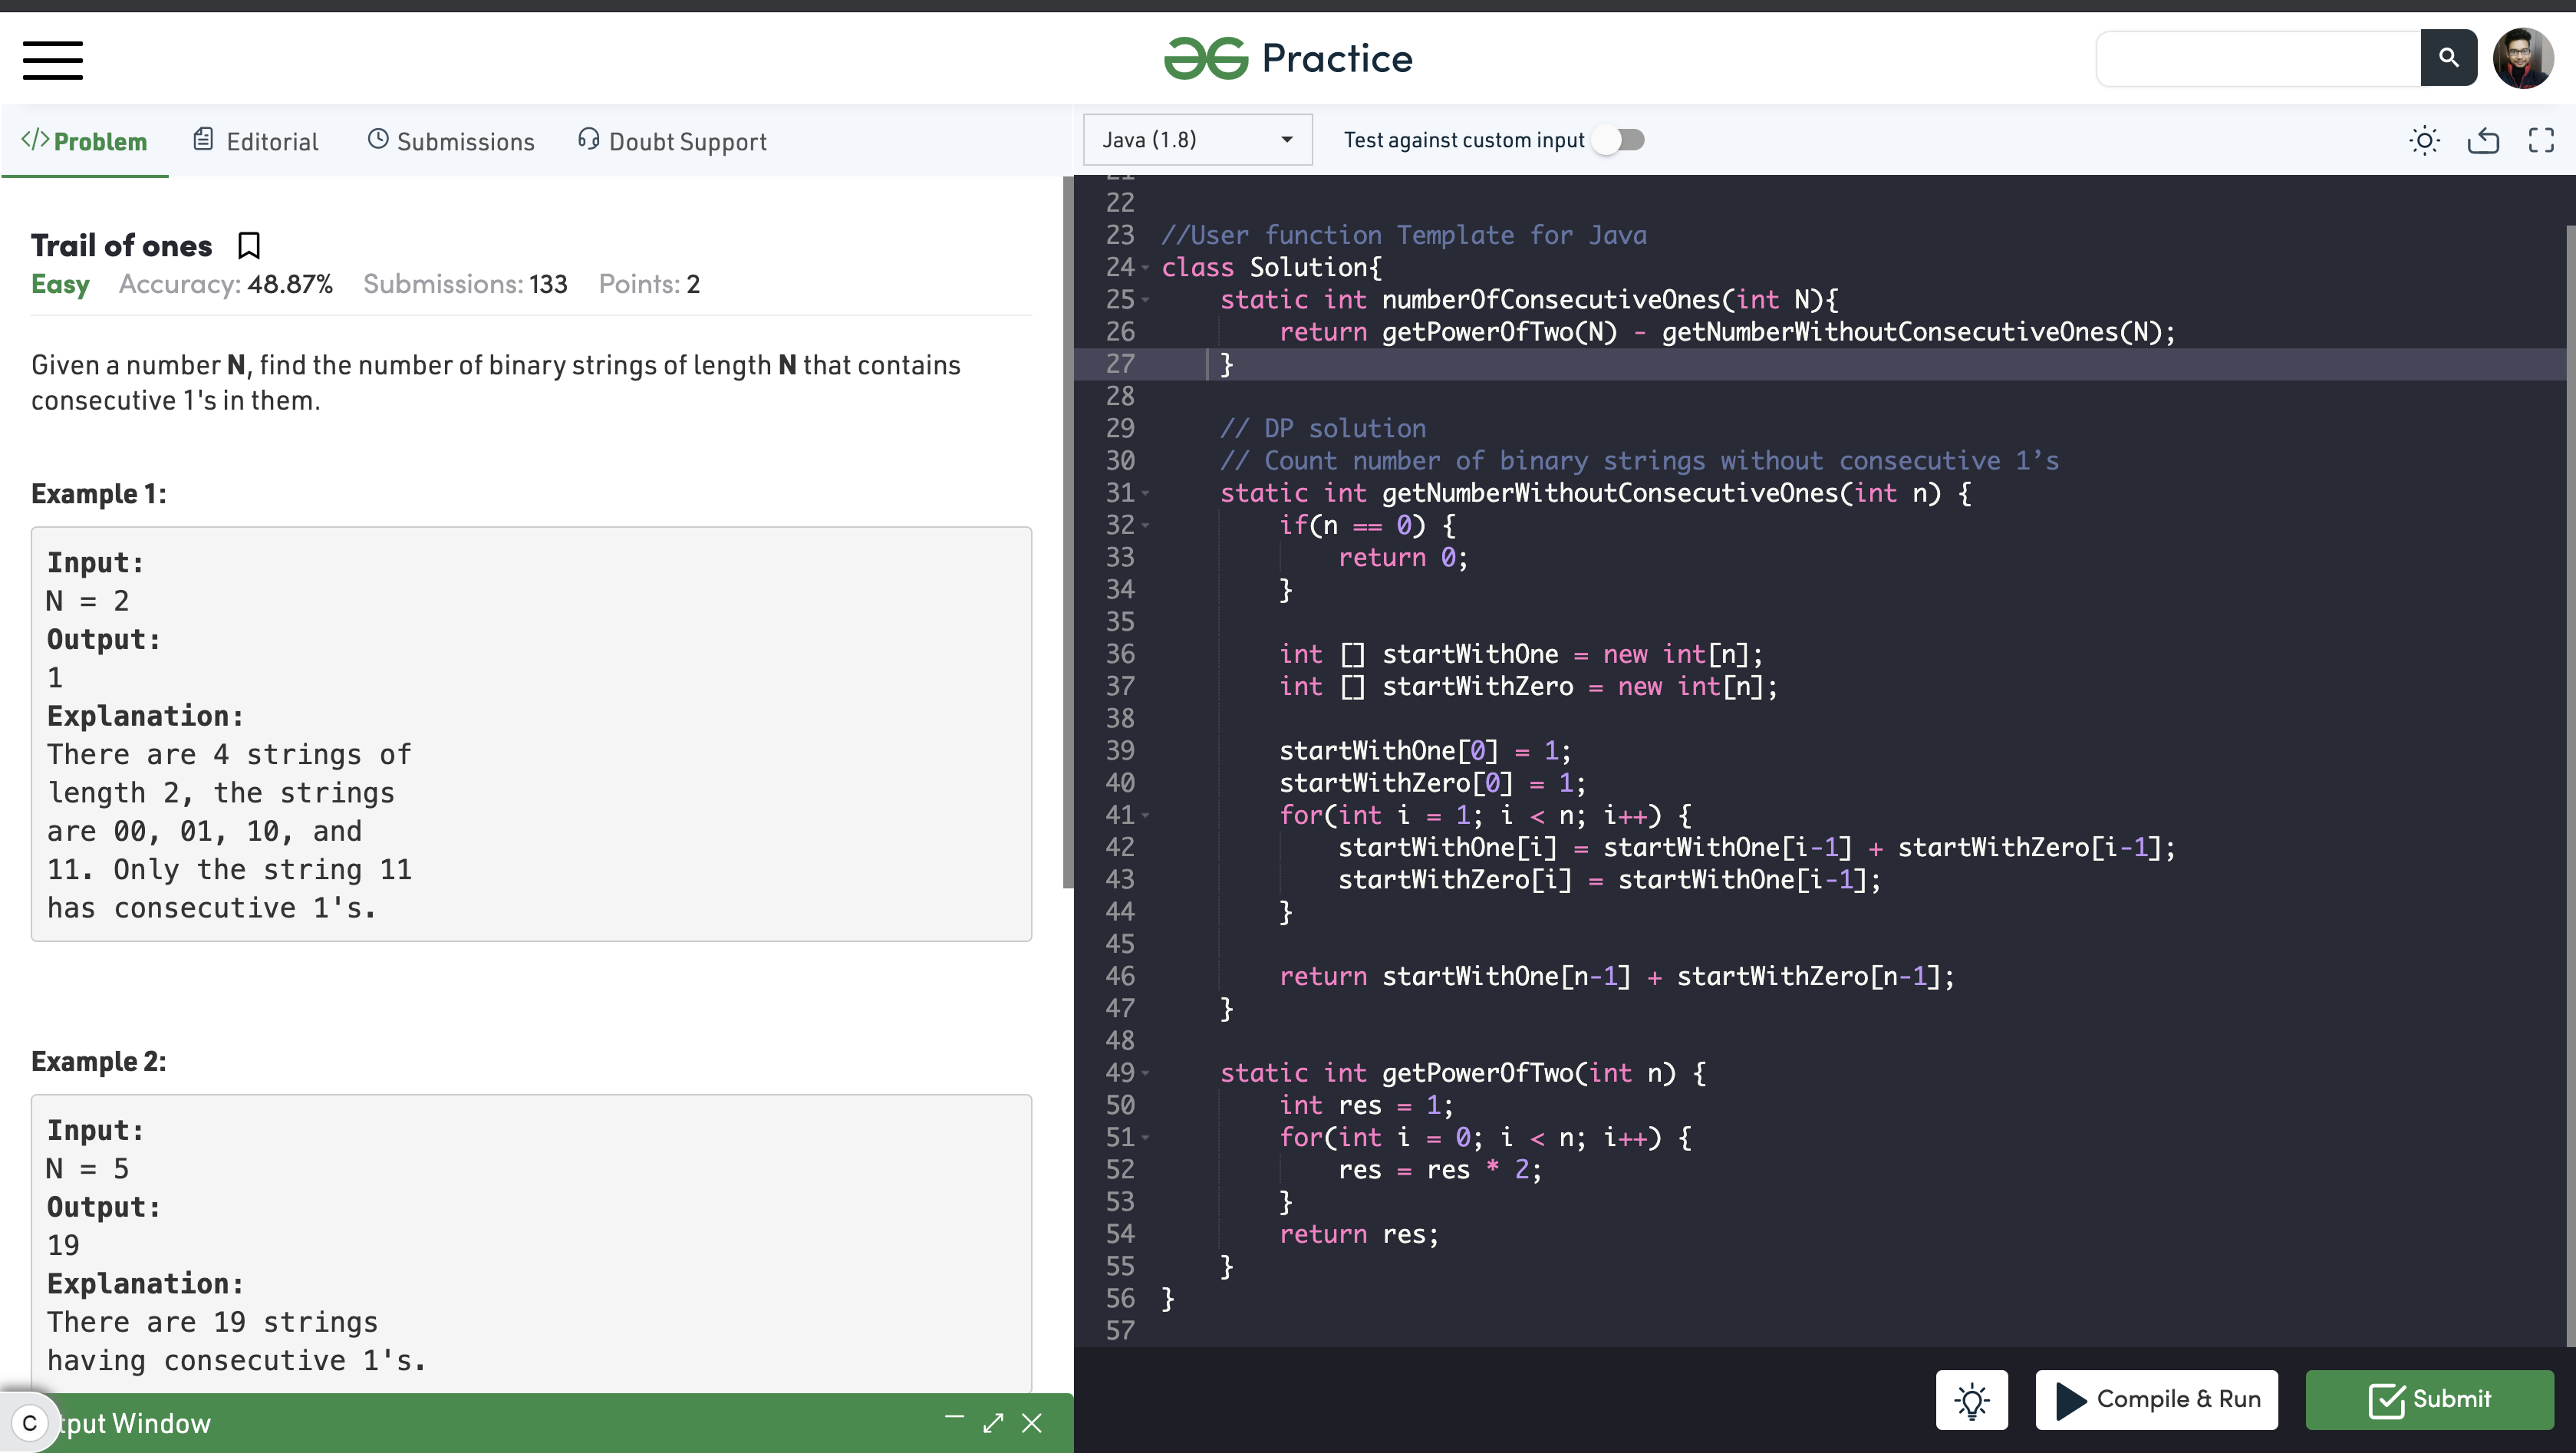 Practice
</> Problem
Editorial
Submissions
Doubt Support
Java (1.8)
Test against custom input
Trail of ones
Easy Accuracy: 48.87% Submissions: 133 Points: 2
Given a number N, find the number of binary strings of length N that contains
consecutive 1's in them.
Example 1:
Input:
N = 2
Output:
1
Explanation:
There are 4 strings of
length 2, the strings
are 00, 01, 10, and
11. Only the string 11
has consecutive 1's.
Example 2:
Input:
N = 5
Output:
19
Explanation:
There are 19 strings
having consecutive 1's.
C
tput Window
21
22
23 //User function Template for Java
24 class Solution{
25 static int numberOfConsecutiveOnes(int N){
26 return getPowerOfTwo(N) - getNumberWithoutConsecutiveOnes(N);
27 }
28
29 // DP solution
30 // Count number of binary strings without consecutive 1’s
31 static int getNumberWithoutConsecutiveOnes(int n) {
32 if(n == 0) {
33 return 0;
34 }
35
36 int [] startWithOne = new int[n];
37 int [] startWithZero = new int[n];
38
39 startWithOne[0] = 1;
40 startWithZero[0] = 1;
41 for(int i = 1; i < n; i++) {
42 startWithOne[i] = startWithOne[i-1] + startWithZero[i-1];
43 startWithZero[i] = startWithOne[i-1];
44 }
45
46 return startWithOne[n-1] + startWithZero[n-1];
47 }
48
49 static int getPowerOfTwo(int n) {
50 int res = 1;
51 for(int i = 0; i < n; i++) {
52 res = res * 2;
53 }
54 return res;
55 }
56 }
57
Compile & Run
Submit